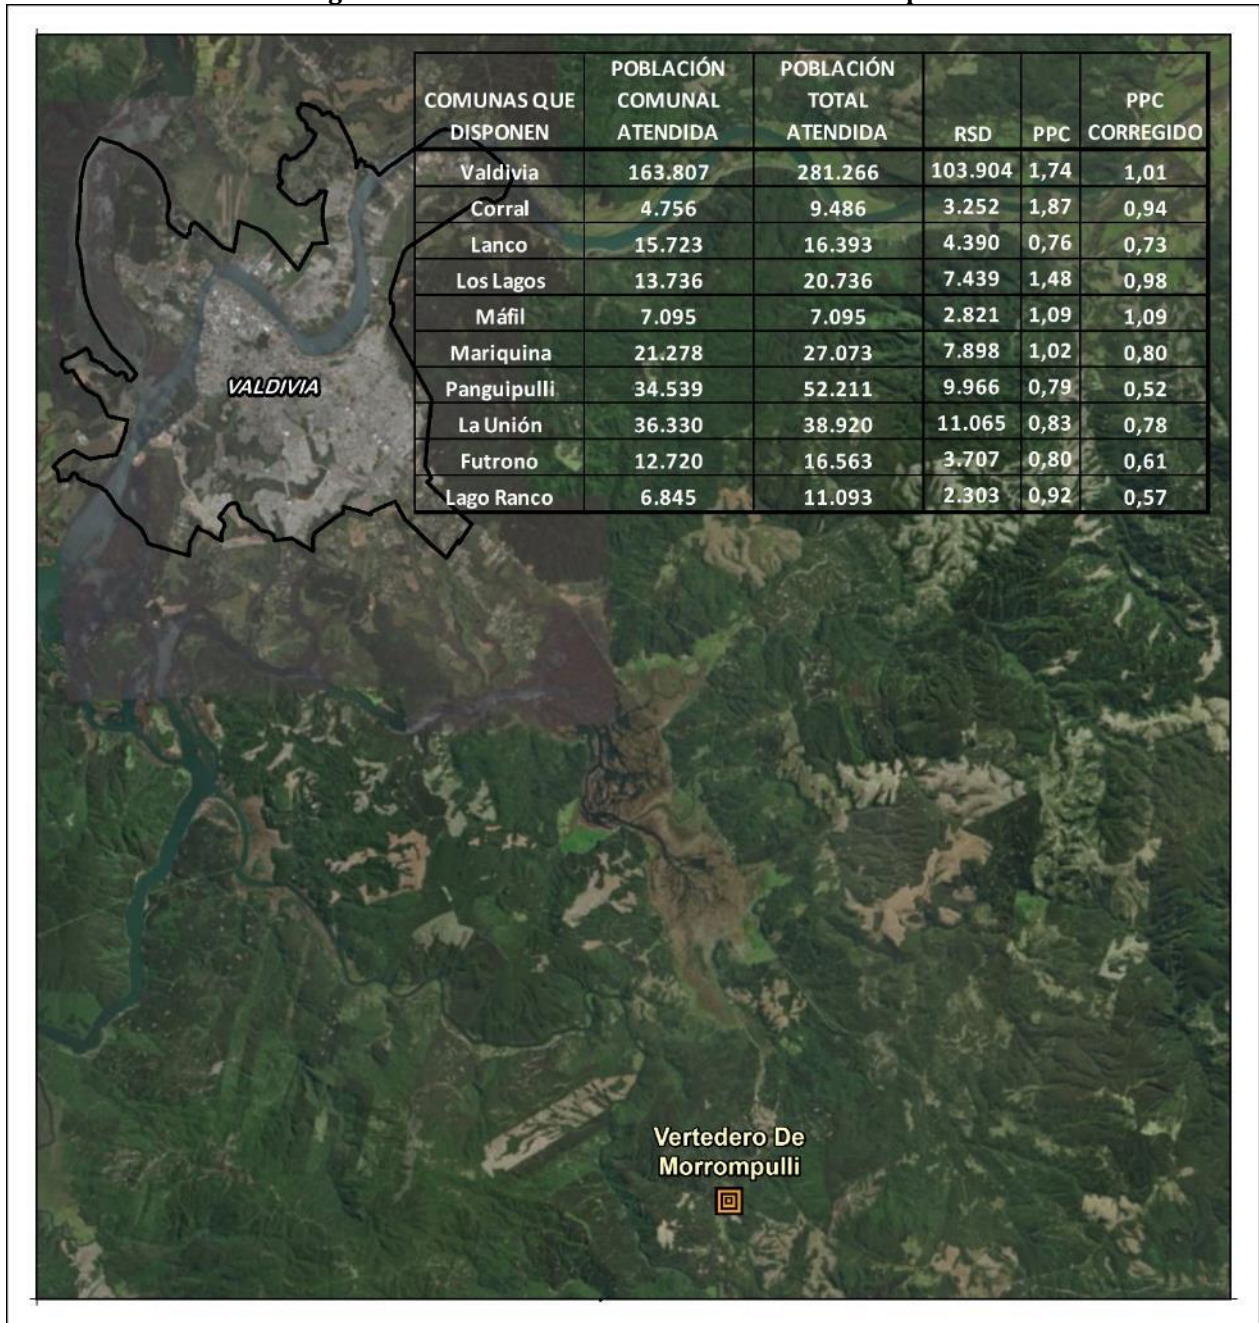 POBLACIÓN POBLACIÓN
COMUNAS QUE COMUNAL TOTAL PPC
DISPONEN ATENDIDA ATENDIDA RSD PPC CORREGIDO
Valdivia 163.807 281.266 103.904 1,74 1,01
Corral 4.756 9.486 3.252 1,87 0,94
Lanco 15.723 16.393 4.390 0,76 0,73
Los Lagos 13.736 20.736 7.439 1,48 0,98
Máfil 7.095 7.095 2.821 1,09 1,09
Mariquina 21.278 27.073 7.898 1,02 0,80
Panguipulli 34.539 52.211 9.966 0,79 0,52
La Unión 36.330 38.920 11.065 0,83 0,78
Futrono 12.720 16.563 3.707 0,80 0,61
Lago Ranco 6.845 11.093 2.303 0,92 0,57
VALDIVIA
Vertedero De
Morrompulli